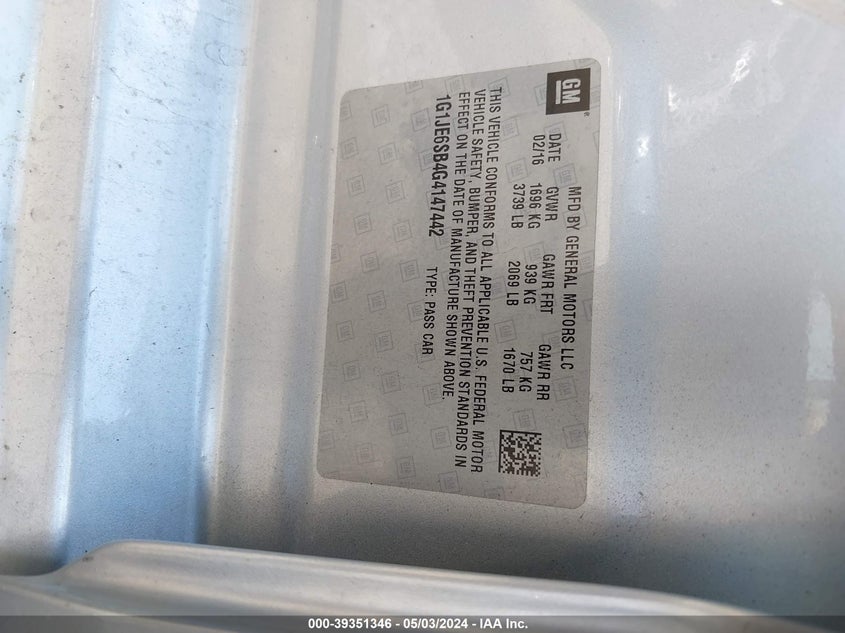 GM
MFD BY GENERAL MOTORS LLC
DATE GVWR GAWR FRT GAWR RR
02/16 1696 KG 939 KG 757 KG
3739 LB 2069 LB 1670 LB
THIS VEHICLE CONFORMS TO ALL APPLICABLE U.S. FEDERAL MOTOR
VEHICLE SAFETY, BUMPER, AND THEFT PREVENTION STANDARDS IN
EFFECT ON THE DATE OF MANUFACTURE SHOWN ABOVE.
1G1JE6SB4G4147442 TYPE: PASS CAR
000-39351346 - 05/03/2024 - IAA Inc.